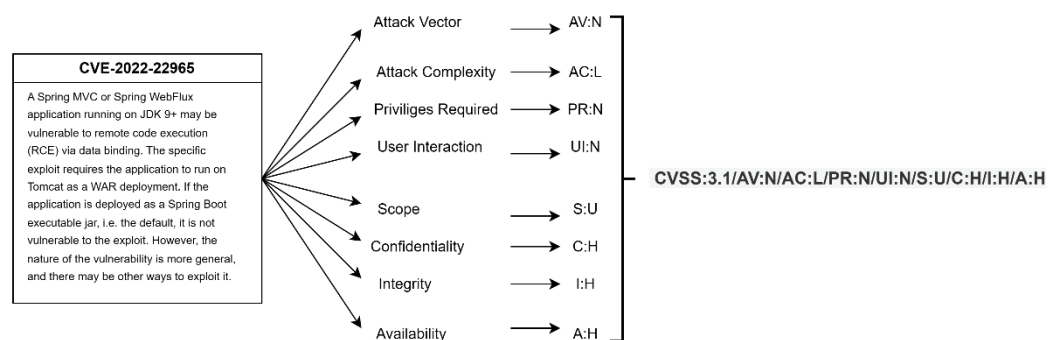 CVE-2022-22965
A Spring MVC or Spring WebFlux
application running on JDK 9+ may be
vulnerable to remote code execution
(RCE) via data binding. The specific
exploit requires the application to run on
Tomcat as a WAR deployment. If the
application is deployed as a Spring Boot
executable jar, i.e. the default, it is not
vulnerable to the exploit. However, the
nature of the vulnerability is more general,
and there may be other ways to exploit it.
Attack Vector AV:N
Attack Complexity AC:L
Priviliges Required PR:N
User Interaction UI:N
Scope S:U
Confidentiality C:H
Integrity I:H
Availability A:H
CVSS:3.1/AV:N/AC:L/PR:N/UI:N/S:U/C:H/I:H/A:H